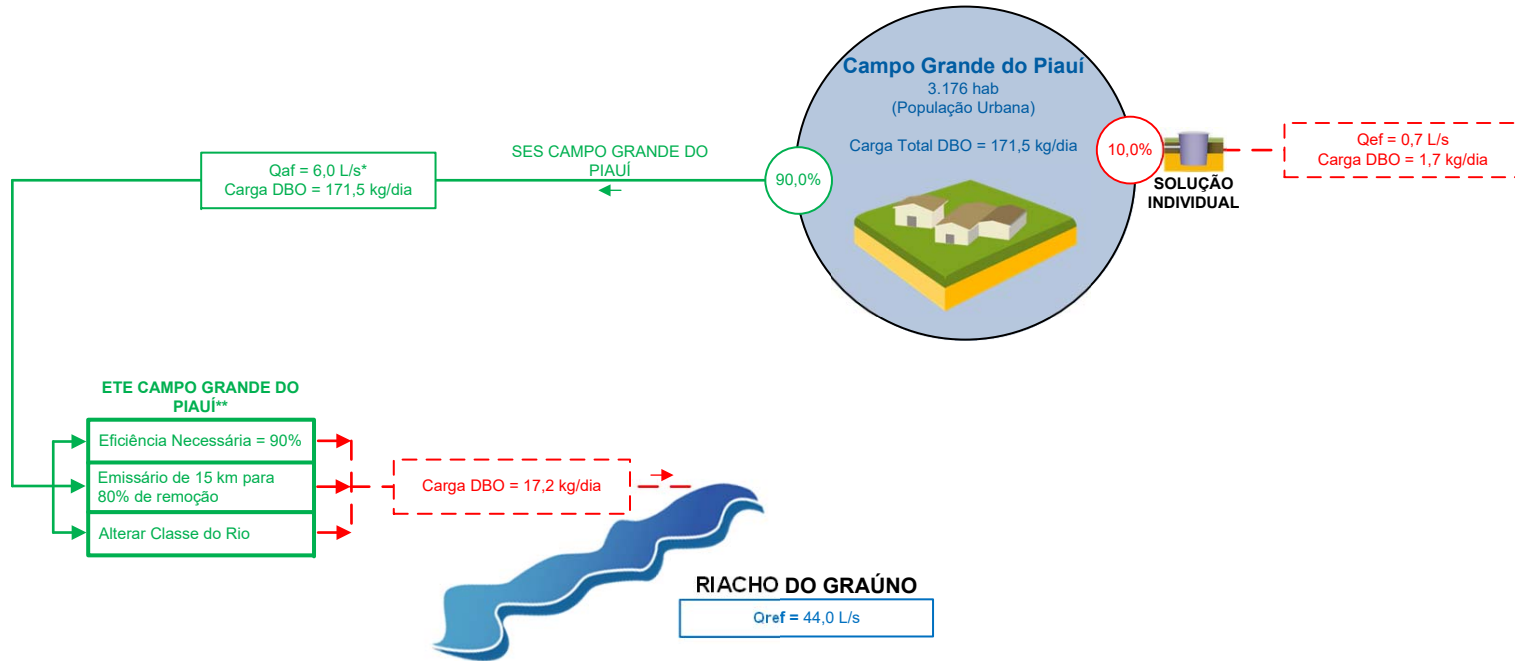 Campo Grande do Piauí
3.176 hab
(População Urbana)
Carga Total DBO = 171,5 kg/dia
90,0%
10,0%
SOLUÇÃO
INDIVIDUAL
Qef = 0,7 L/s
Carga DBO = 1,7 kg/dia
SES CAMPO GRANDE DO
PIAUÍ
Qaf = 6,0 L/s*
Carga DBO = 171,5 kg/dia
ETE CAMPO GRANDE DO
PIAUÍ**
Eficiência Necessária = 90%
Emissário de 15 km para
80% de remoção
Alterar Classe do Rio
Carga DBO = 17,2 kg/dia
RIACHO DO GRAÚNO
Qref = 44,0 L/s